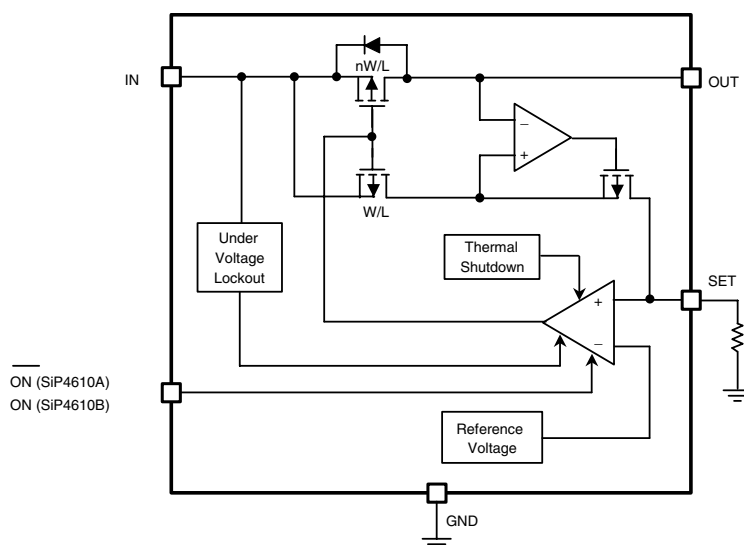 nW/L
IN
OUT
–
+
W/L
Under
Voltage
Lockout
Thermal
Shutdown
SET
+
–
ON (SiP4610A)
ON (SiP4610B)
Reference
Voltage
GND